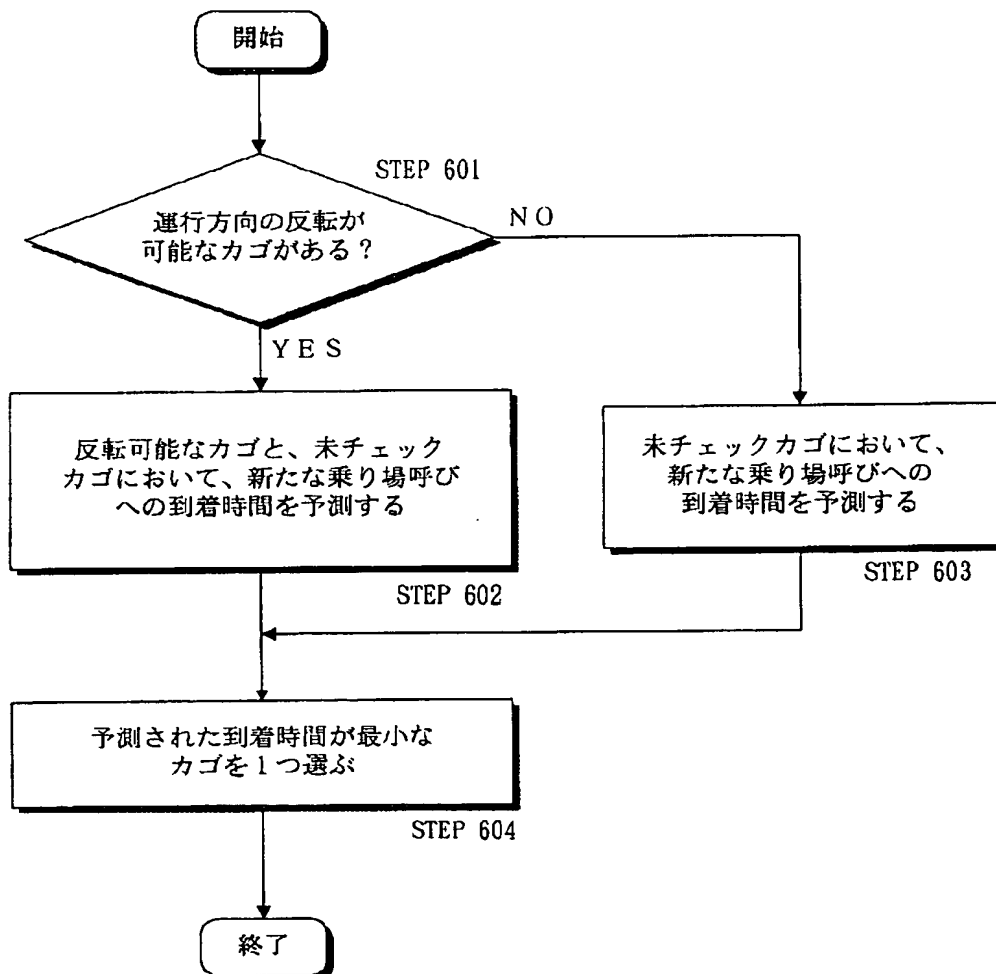 開始
STEP 601
運行方向の反転が
可能なカゴがある？
NO
YES
反転可能なカゴと、未チェック
カゴにおいて、新たな乗り場呼び
への到着時間を予測する
STEP 602
未チェックカゴにおいて、
新たな乗り場呼びへの
到着時間を予測する
STEP 603
予測された到着時間が最小な
カゴを１つ選ぶ
STEP 604
終了